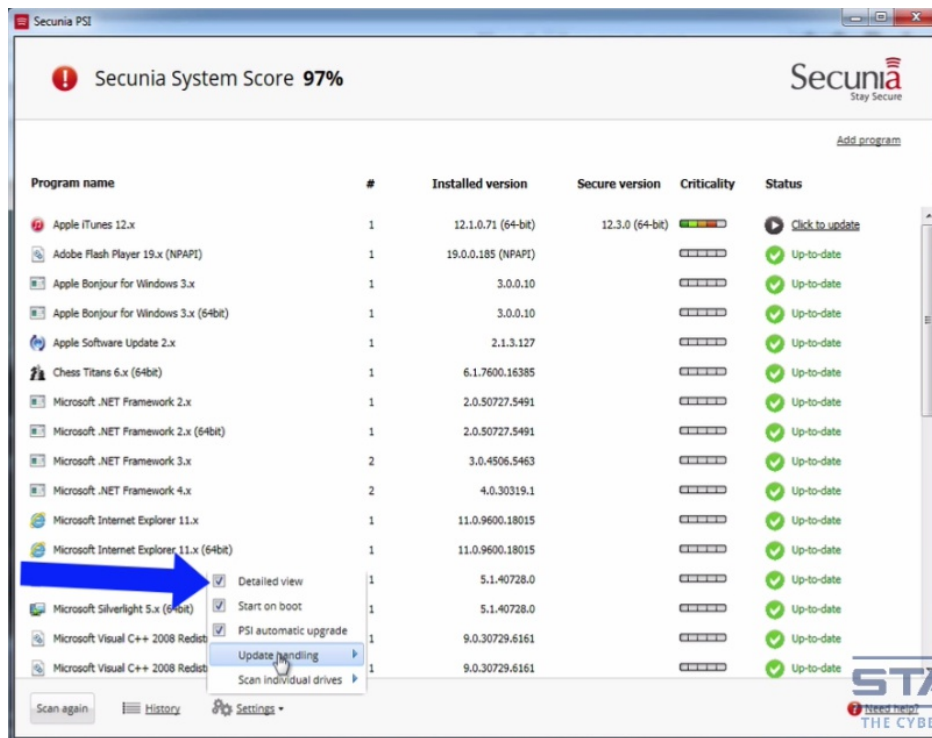 Secunia PSI
Secunia System Score 97%
Secunia
Stay Secure
Add program
Program name # Installed version Secure version Criticality Status
Apple iTunes 12.x 1 12.1.0.71 (64-bit) 12.3.0 (64-bit) Click to update
Adobe Flash Player 19.x (NPAPI) 1 19.0.0.185 (NPAPI) Up-to-date
Apple Bonjour for Windows 3.x 1 3.0.0.10 Up-to-date
Apple Bonjour for Windows 3.x (64bit) 1 3.0.0.10 Up-to-date
Apple Software Update 2.x 1 2.1.3.127 Up-to-date
Chess Titans 6.x (64bit) 1 6.1.7600.16385 Up-to-date
Microsoft .NET Framework 2.x 1 2.0.50727.5491 Up-to-date
Microsoft .NET Framework 2.x (64bit) 1 2.0.50727.5491 Up-to-date
Microsoft .NET Framework 3.x 2 3.0.4506.5463 Up-to-date
Microsoft .NET Framework 4.x 2 4.0.30319.1 Up-to-date
Microsoft Internet Explorer 11.x 1 11.0.9600.18015 Up-to-date
Microsoft Internet Explorer 11.x (64bit) 1 11.0.9600.18015 Up-to-date
Detailed view 1 5.1.40728.0 Up-to-date
Microsoft Silverlight 5.x (64bit) Start on boot 1 5.1.40728.0 Up-to-date
Microsoft Visual C++ 2008 Redist PSI automatic upgrade 9.0.30729.6161 Up-to-date
Update handling
Microsoft Visual C++ 2008 Redist Scan individual drives 1 9.0.30729.6161 Up-to-date
Scan again History Settings Need help?
STA
THE CYBE